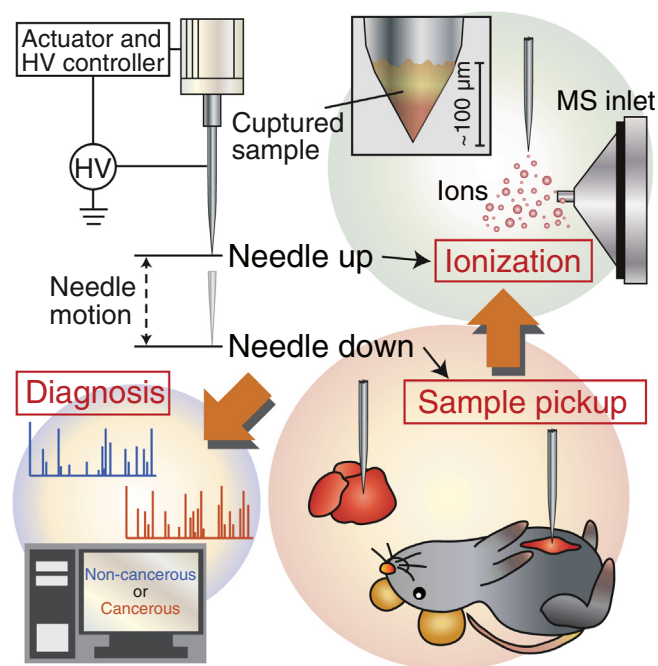 Actuator and
HV controller
HV
Cuptured
sample
~100 μm
MS inlet
Ions
Needle up
Ionization
Needle
motion
Needle down
Sample pickup
Diagnosis
Non-cancerous
or
Cancerous